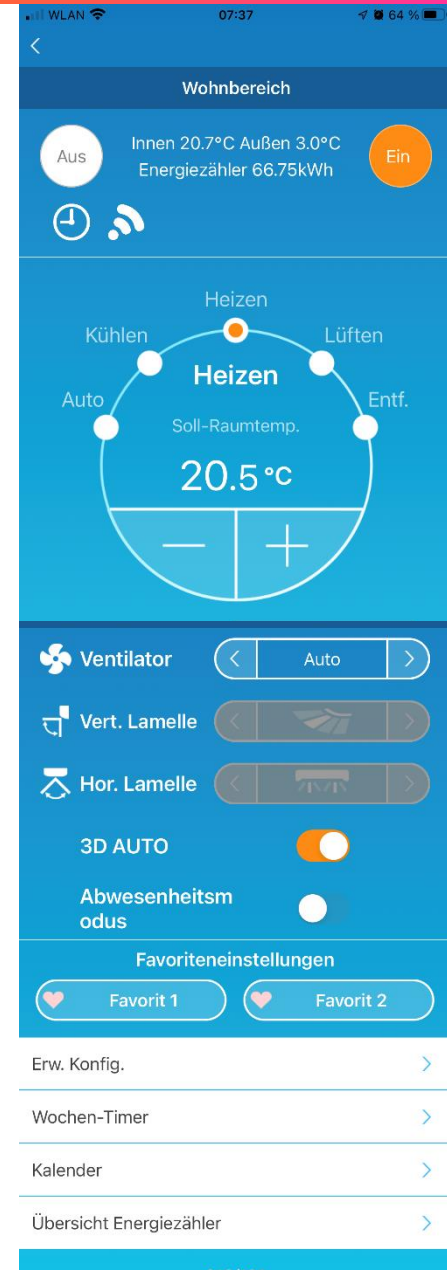 WLAN 07:37 64 %
Wohnbereich
Aus
Innen 20.7°C Außen 3.0°C
Energiezähler 66.75kWh
Ein
Heizen
Kühlen
Lüften
Auto
Entf.
Heizen
Soll-Raumtemp.
20.5 °C
Ventilator
Auto
Vert. Lamelle
Hor. Lamelle
3D AUTO
Abwesenheitsm
odus
Favoriteneinstellungen
Favorit 1
Favorit 2
Erw. Konfig.
Wochen-Timer
Kalender
Übersicht Energiezähler